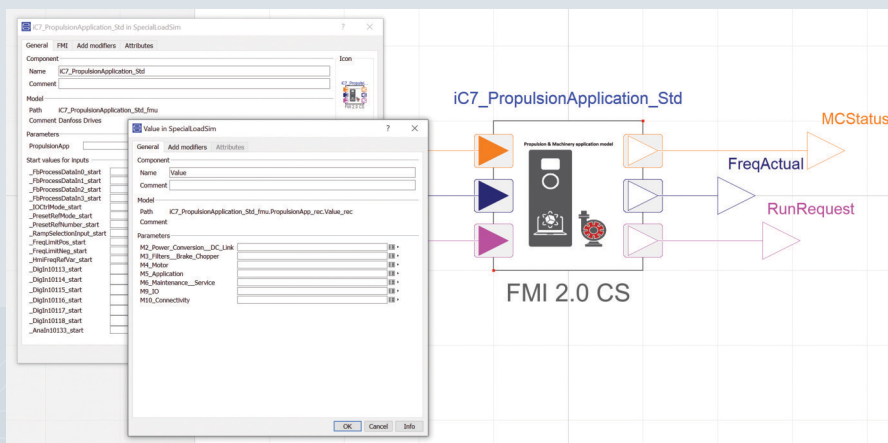 iC7_PropulsionApplication_Std in SpecialLoadSim
General FMI Add modifiers Attributes
Component
Icon
Name iC7_PropulsionApplication_Std
Comment
Model
Path iC7_PropulsionApplication_Std_fmu
Comment Danfoss Drives
Parameters
PropulsionApp
Start values for inputs
_FbProcessDataIn0_start
_FbProcessDataIn1_start
_FbProcessDataIn2_start
_FbProcessDataIn3_start
_IOCtrlMode_start
_PresetRefMode_start
_PresetRefNumber_start
_RampSelectionInput_start
_FreqLimitPos_start
_FreqLimitNeg_start
_HmiFreqRefVar_start
_DigIn10113_start
_DigIn10114_start
_DigIn10115_start
_DigIn10116_start
_DigIn10117_start
_DigIn10118_start
_AnaIn10133_start
Value in SpecialLoadSim
General Add modifiers Attributes
Component
Name Value
Comment
Model
Path iC7_PropulsionApplication_Std_fmu.PropulsionApp_rec.Value_rec
Comment
Parameters
M2_Power_Conversion__DC_Link
M3_Filters__Brake_Chopper
M4_Motor
M5_Application
M6_Maintenance__Service
M9_IO
M10_Connectivity
OK Cancel Info
iC7_PropulsionApplication_Std
Propulsion & Machinery application model
MCStatus
FreqActual
RunRequest
FMI 2.0 CS